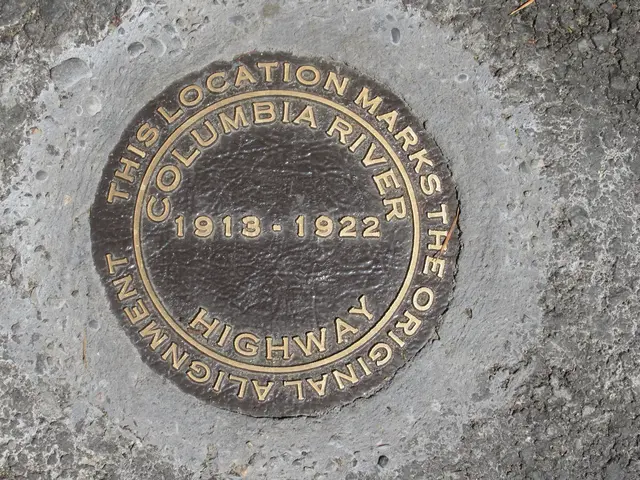 THIS LOCATION MARKS THE ORIGINAL ALIGNMENT
COLUMBIA RIVER
1913 - 1922
HIGHWAY